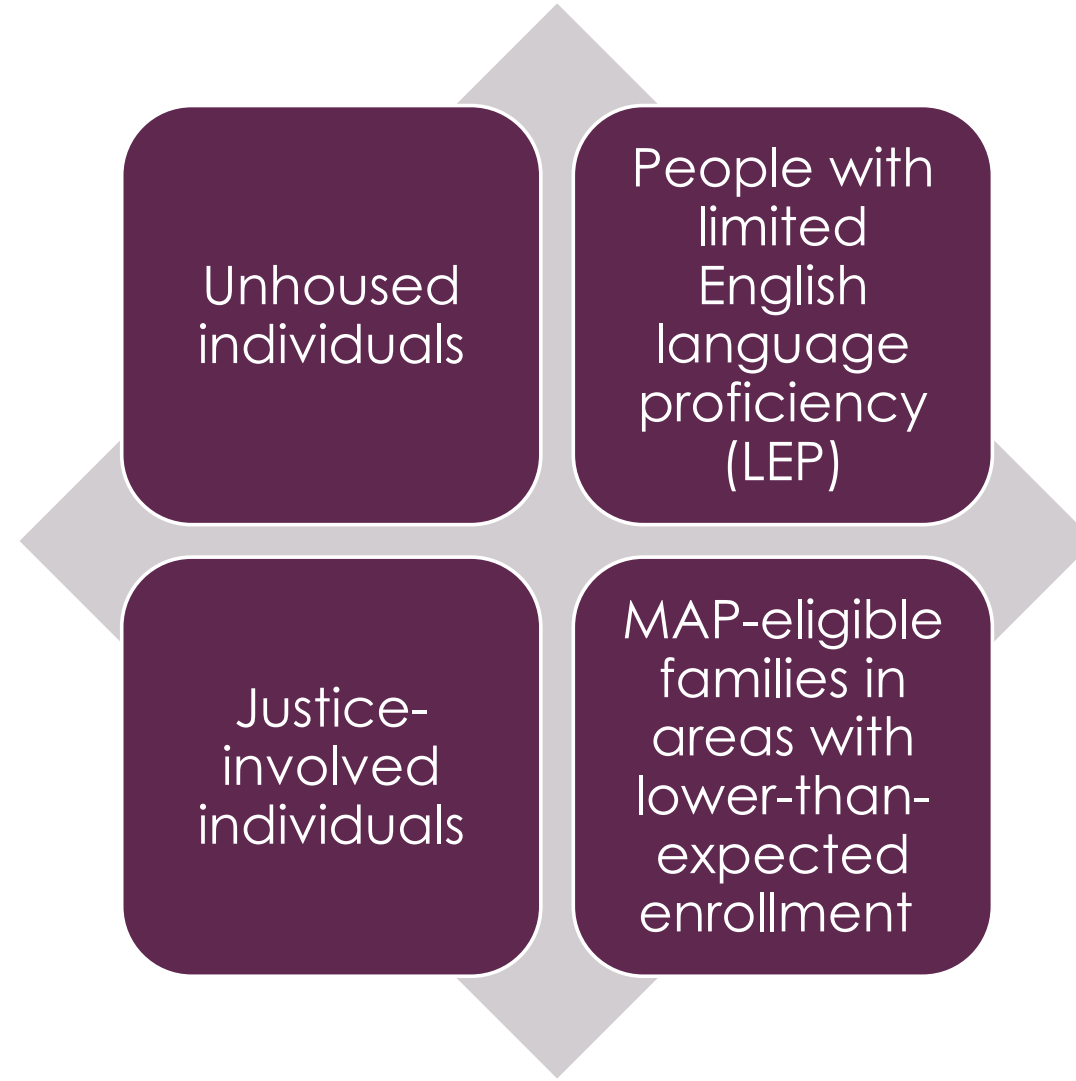 Unhoused
individuals
People with
limited
English
language
proficiency
(LEP)
Justice-
involved
individuals
MAP-eligible
families in
areas with
lower-than-
expected
enrollment